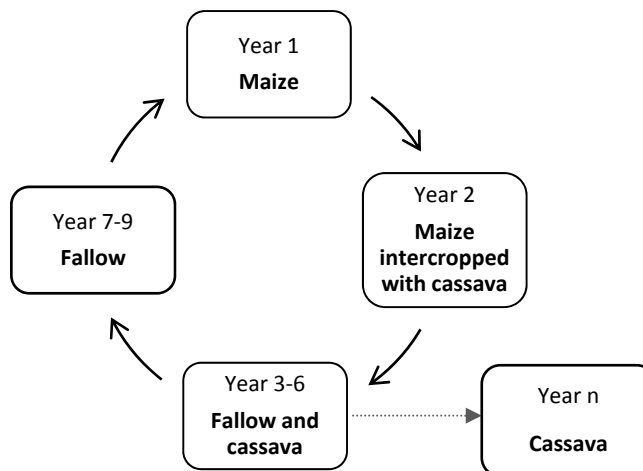 Year 1
Maize
Year 2
Maize
intercropped
with cassava
Year 3-6
Fallow and
cassava
Year 7-9
Fallow
Year n
Cassava